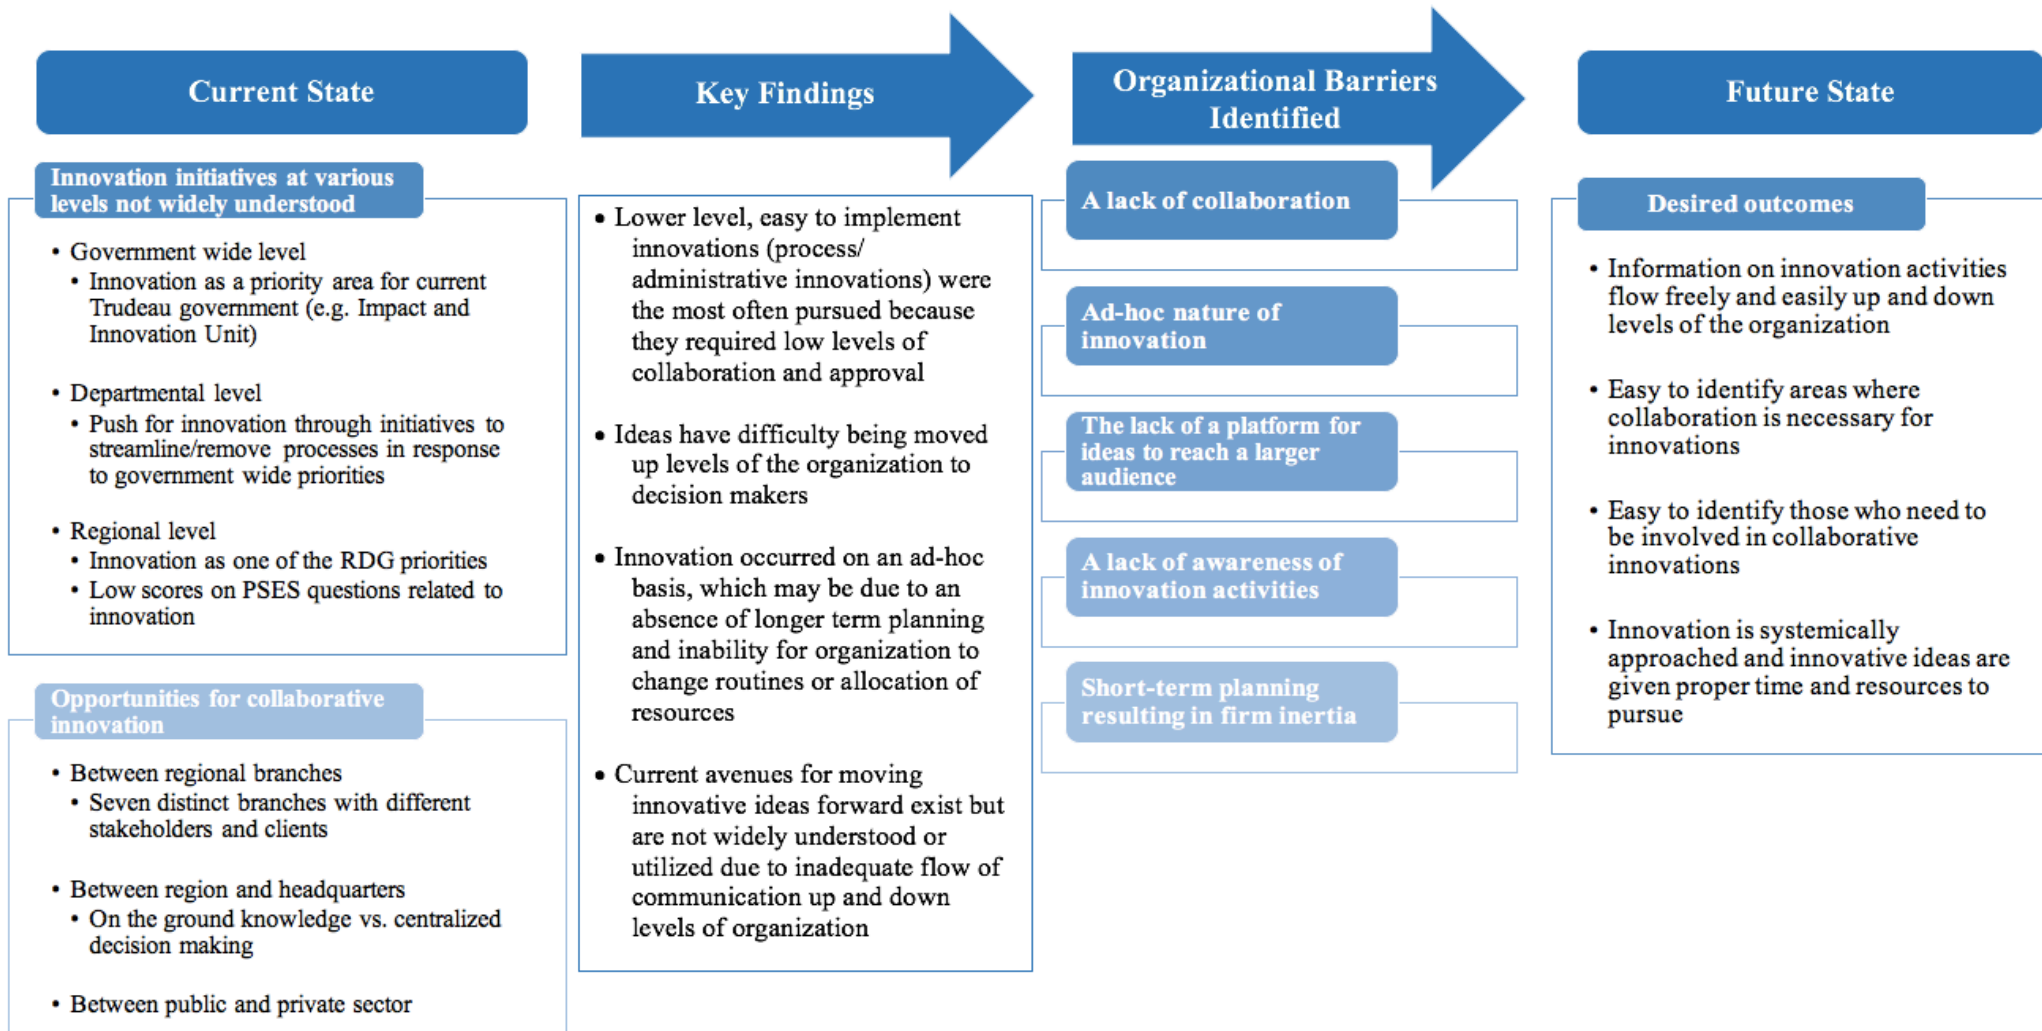 Current State
Innovation initiatives at various
levels not widely understood
• Government wide level
• Innovation as a priority area for current
Trudeau government (e.g. Impact and
Innovation Unit)
• Departmental level
• Push for innovation through initiatives to
streamline/remove processes in response
to government wide priorities
• Regional level
• Innovation as one of the RDG priorities
• Low scores on PSES questions related to
innovation
Opportunities for collaborative
innovation
• Between regional branches
• Seven distinct branches with different
stakeholders and clients
• Between region and headquarters
• On the ground knowledge vs. centralized
decision making
• Between public and private sector
Key Findings
• Lower level, easy to implement
innovations (process/
administrative innovations) were
the most often pursued because
they required low levels of
collaboration and approval
• Ideas have difficulty being moved
up levels of the organization to
decision makers
• Innovation occurred on an ad-hoc
basis, which may be due to an
absence of longer term planning
and inability for organization to
change routines or allocation of
resources
• Current avenues for moving
innovative ideas forward exist but
are not widely understood or
utilized due to inadequate flow of
communication up and down
levels of organization
Organizational Barriers
Identified
A lack of collaboration
Ad-hoc nature of
innovation
The lack of a platform for
ideas to reach a larger
audience
A lack of awareness of
innovation activities
Short-term planning
resulting in firm inertia
Future State
Desired outcomes
• Information on innovation activities
flow freely and easily up and down
levels of the organization
• Easy to identify areas where
collaboration is necessary for
innovations
• Easy to identify those who need to
be involved in collaborative
innovations
• Innovation is systemically
approached and innovative ideas are
given proper time and resources to
pursue